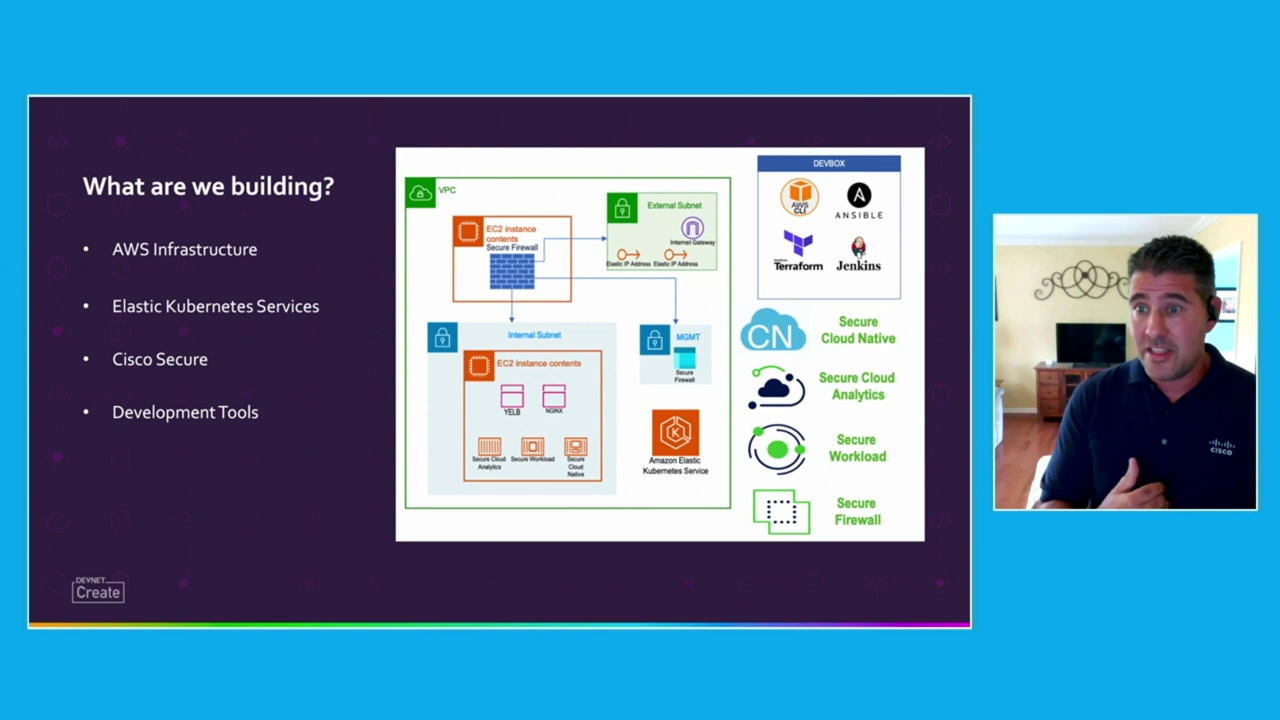 What are we building?
• AWS Infrastructure
• Elastic Kubernetes Services
• Cisco Secure
• Development Tools
VPC
EC2 instance
contents
Secure Firewall
External Subnet
Internet Gateway
Elastic IP Address
Elastic IP Address
Internal Subnet
EC2 instance contents
YELB
NGINX
Secure Cloud
Analytics
Secure Workload
Secure
Cloud
Native
MGMT
Secure
Firewall
Amazon Elastic
Kubernetes Service
DEVBOX
AWS
CLI
ANSIBLE
Terraform
Jenkins
CN
Secure
Cloud Native
Secure Cloud
Analytics
Secure
Workload
Secure
Firewall
DEVNET
Create
CISCO